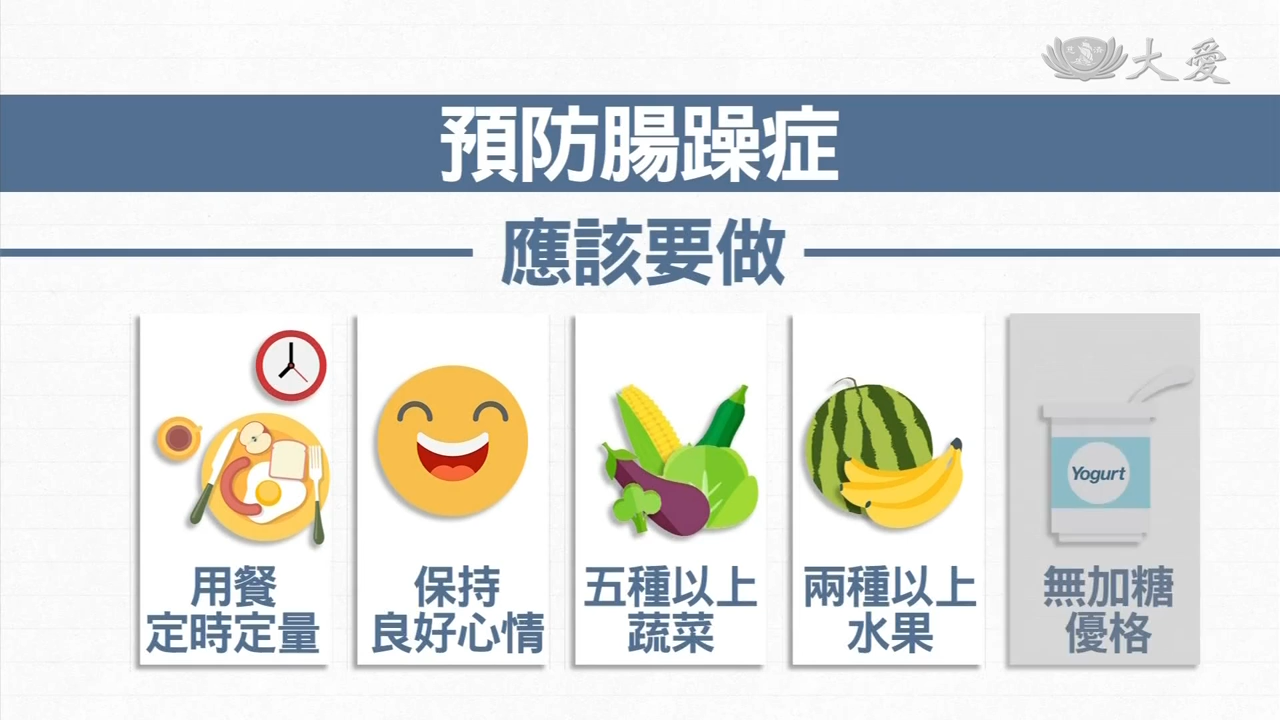 大愛
預防腸躁症
應該要做
用餐
定時定量
保持
良好心情
五種以上
蔬菜
兩種以上
水果
Yogurt
無加糖
優格